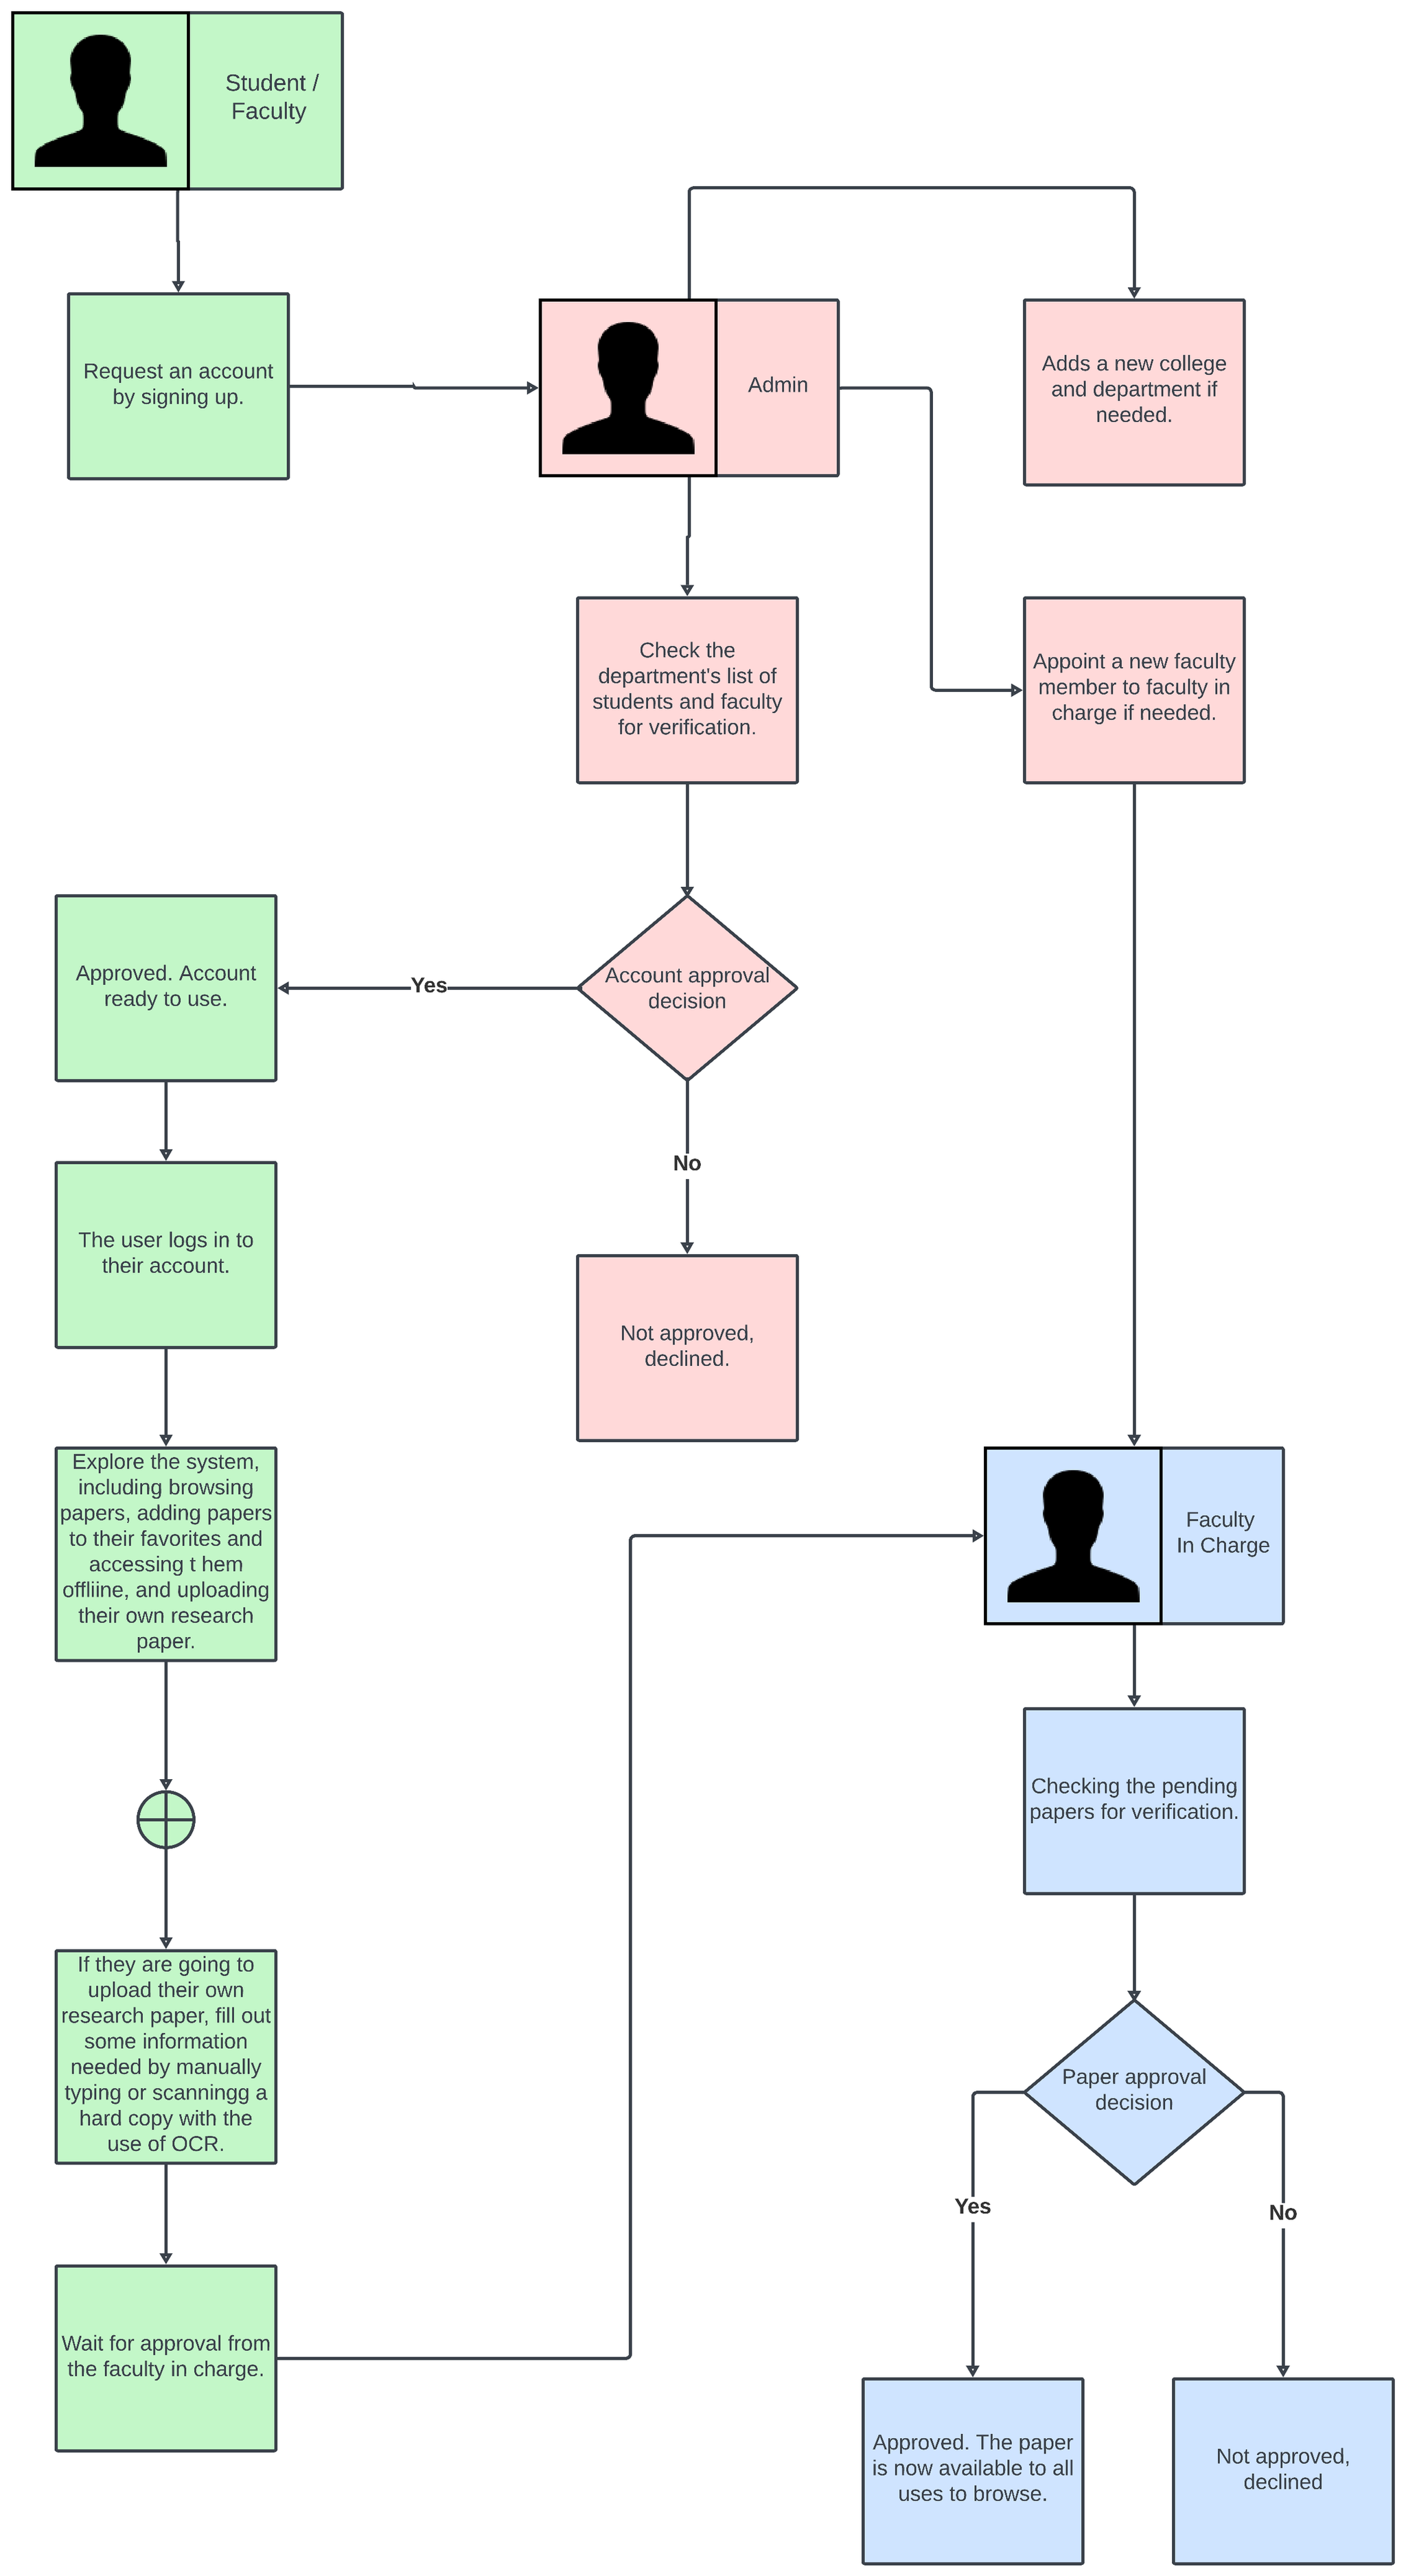 Student /
Faculty
Request an account
by signing up.
Admin
Adds a new college
and department if
needed.
Check the
department's list of
students and faculty
for verification.
Appoint a new faculty
member to faculty in
charge if needed.
Account approval
decision
Yes
No
Approved. Account
ready to use.
The user logs in to
their account.
Not approved,
declined.
Explore the system,
including browsing
papers, adding papers
to their favorites and
accessing t hem
offliine, and uploading
their own research
paper.
Faculty
In Charge
Checking the pending
papers for verification.
If they are going to
upload their own
research paper, fill out
some information
needed by manually
typing or scanningg a
hard copy with the
use of OCR.
Paper approval
decision
Yes
No
Wait for approval from
the faculty in charge.
Approved. The paper
is now available to all
uses to browse.
Not approved,
declined